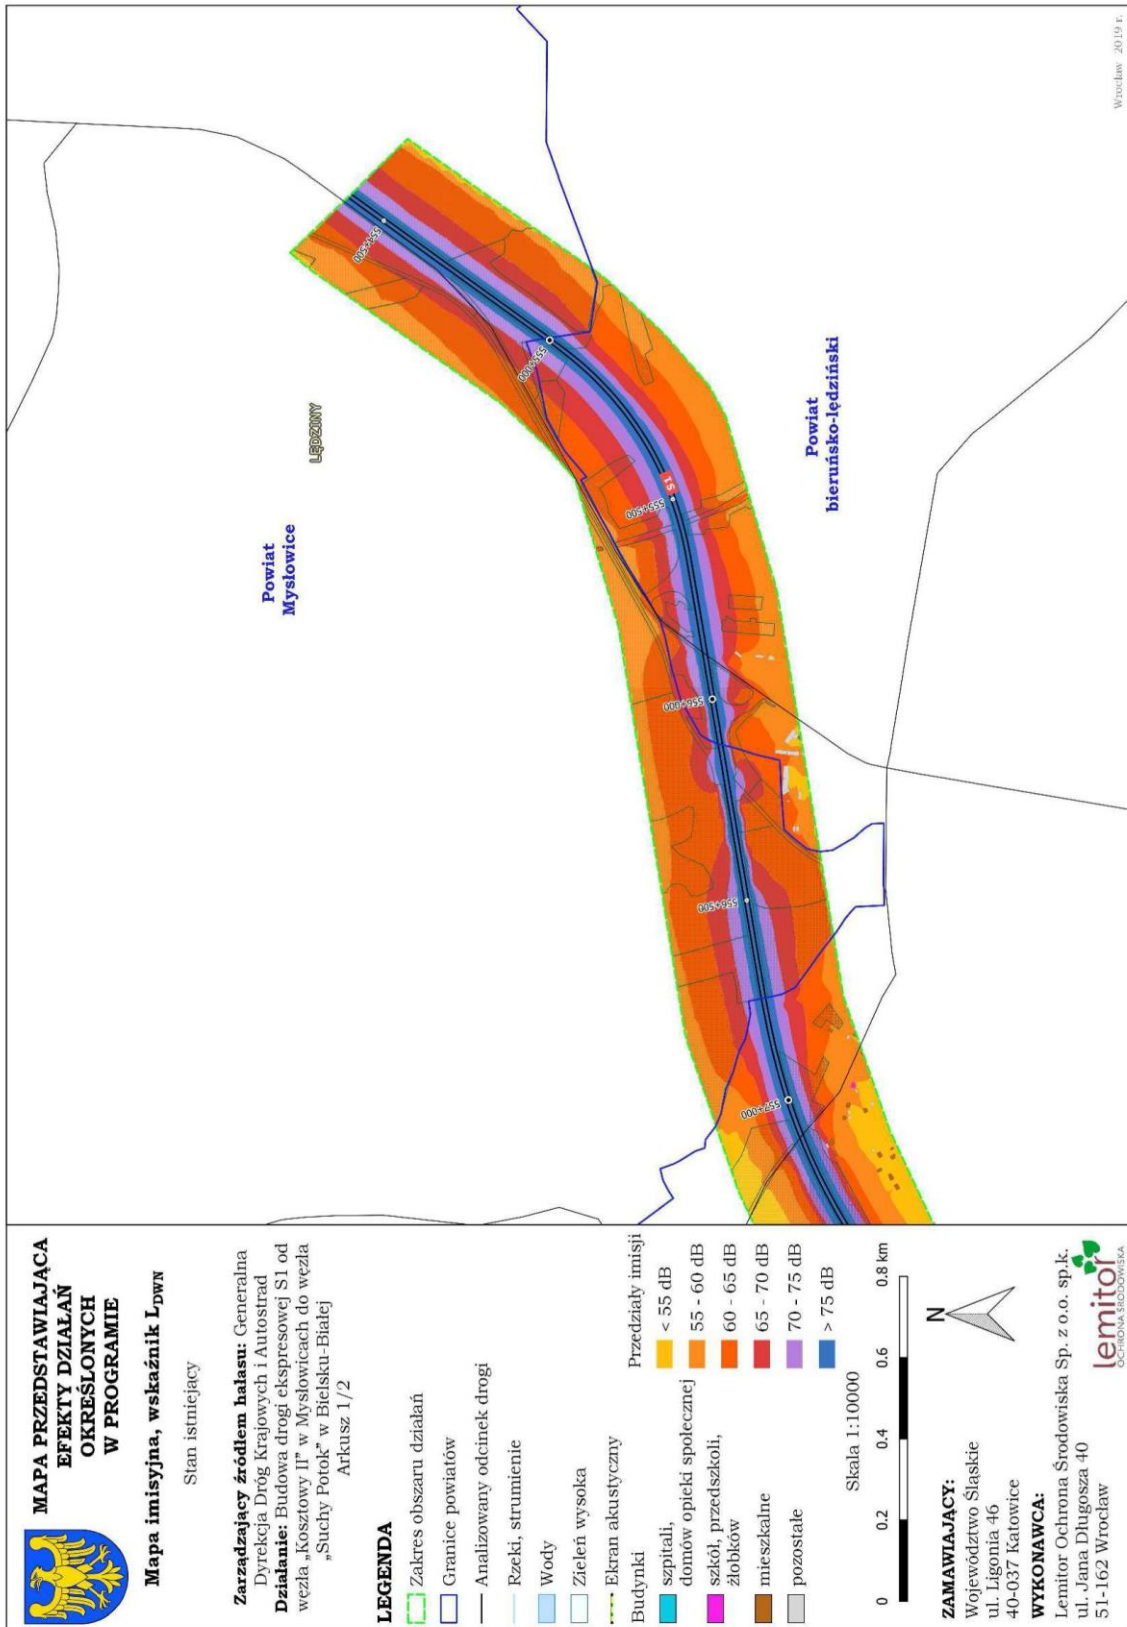 MAPA PRZEDSTAWIAJĄCA
EFEKTY DZIAŁAŃ
OKREŚLONYCH
W PROGRAMIE
Mapa imisyjna, wskaźnik LDWN
Stan istniejący
Zarządzający źródłem hałasu: Generalna
Dyrekcja Dróg Krajowych i Autostrad
Działanie: Budowa drogi ekspresowej S1 od
węzła „Kosztowy II” w Mysłowicach do węzła
„Suchy Potok” w Bielsku-Białej
Arkusz 1/2
LEGENDA
Zakres obszaru działań
Granice powiatów
Analizowany odcinek drogi
Rzeki, strumienie
Wody
Zieleń wysoka
Ekran akustyczny
Budynki
szpitali,
domów opieki społecznej
szkół, przedszkoli,
żłobków
mieszkalne
pozostałe
Przedziały imisji
< 55 dB
55 - 60 dB
60 - 65 dB
65 - 70 dB
70 - 75 dB
> 75 dB
Skala 1:10000
0 0.2 0.4 0.6 0.8 km
N
ZAMAWIAJĄCY:
Województwo Śląskie
ul. Ligonia 46
40-037 Katowice
WYKONAWCA:
Lemitor Ochrona Środowiska Sp. z o.o. sp.k.
ul. Jana Długosza 40
51-162 Wrocław
lemitor
OCHRONA ŚRODOWISKA
Powiat
Mysłowice
LĘDZINY
554+500
555+000
555+500
S1
556+000
556+500
557+000
Powiat
bieruńsko-lędziński
Wrocław 2019 r.